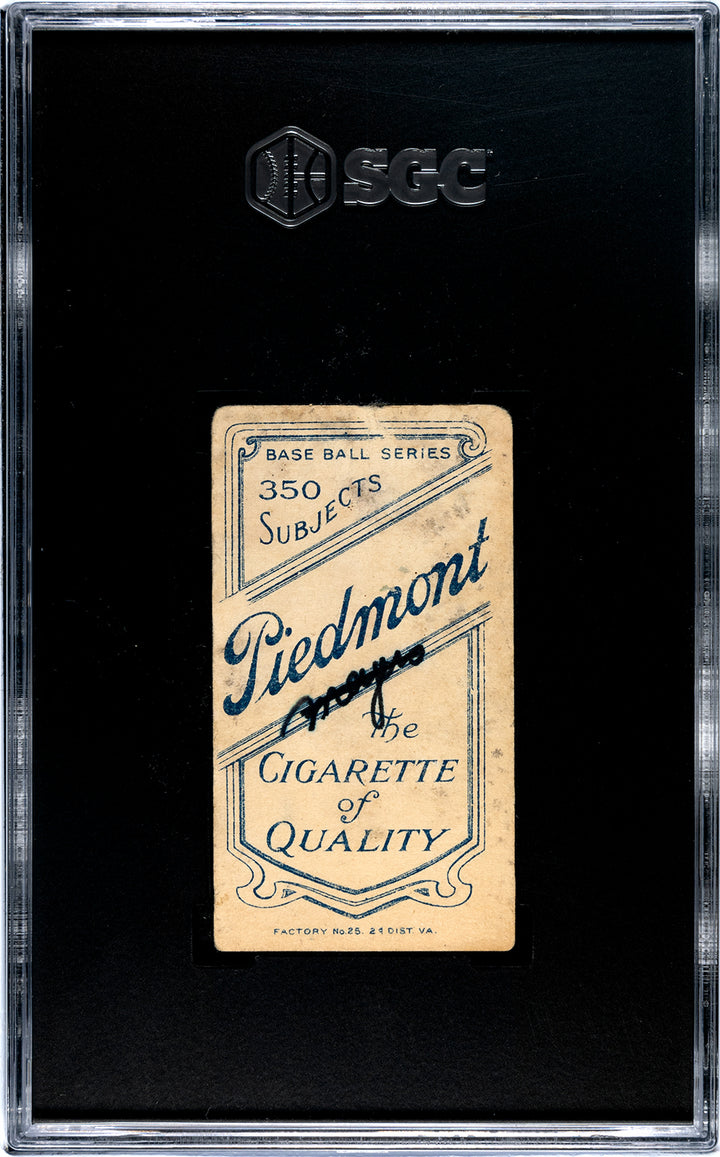 SGC
BASE BALL SERIES
350
SUBJECTS
Piedmont
The
CIGARETTE
of
QUALITY
FACTORY No. 25. 2d DIST. VA.